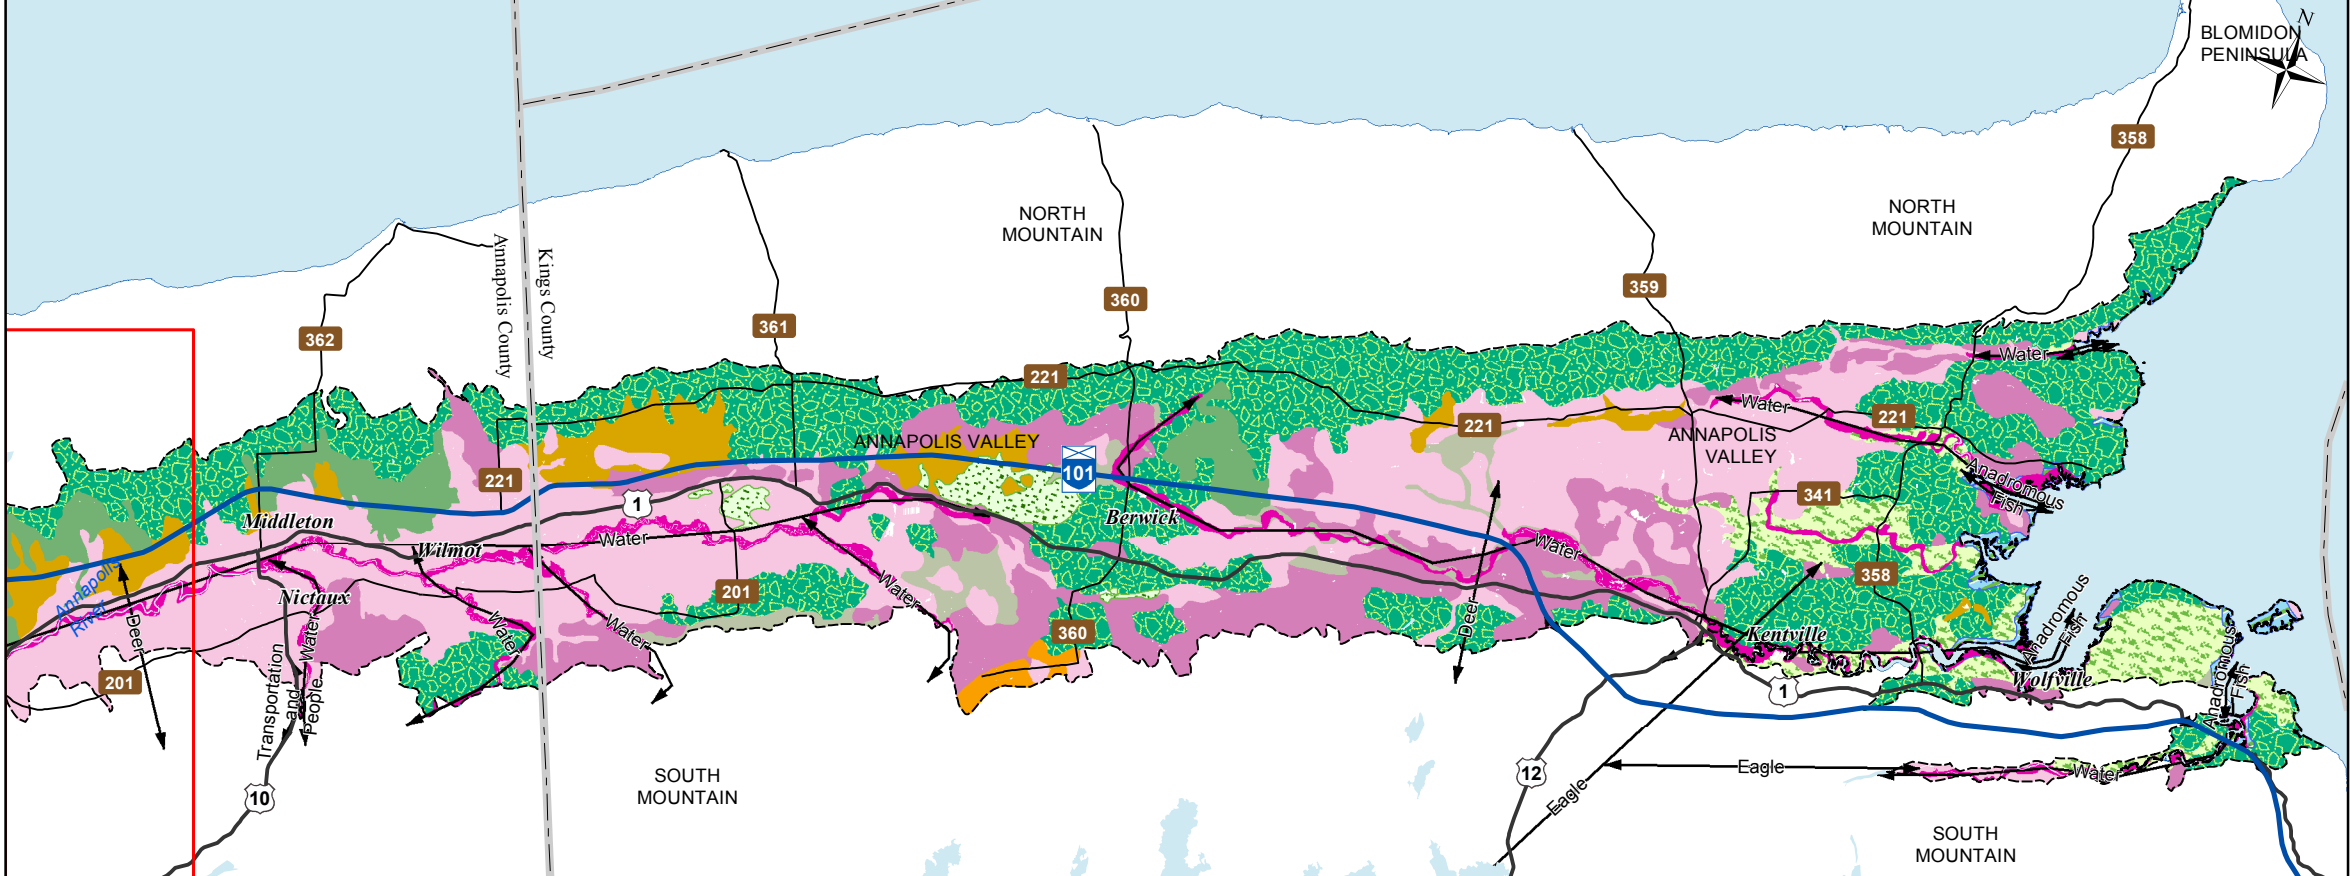 N
BLOMIDON
PENINSULA
358
NORTH
MOUNTAIN
NORTH
MOUNTAIN
Annapolis County
Kings County
359
360
361
362
Water
221
221
Water
221
ANNAPOLIS VALLEY
ANNAPOLIS
VALLEY
101
221
1
341
Anadromous
Fish
Middleton
Berwick
Wilmot
Water
Water
358
Annapolis
River
Deer
Nictaux
Water
Water
Water
201
Water
360
Deer
Kentville
Anadromous
Fish
Wolfville
Anadromous
Fish
201
Transportation
and
People
1
SOUTH
MOUNTAIN
10
12
Eagle
Eagle
Water
SOUTH
MOUNTAIN